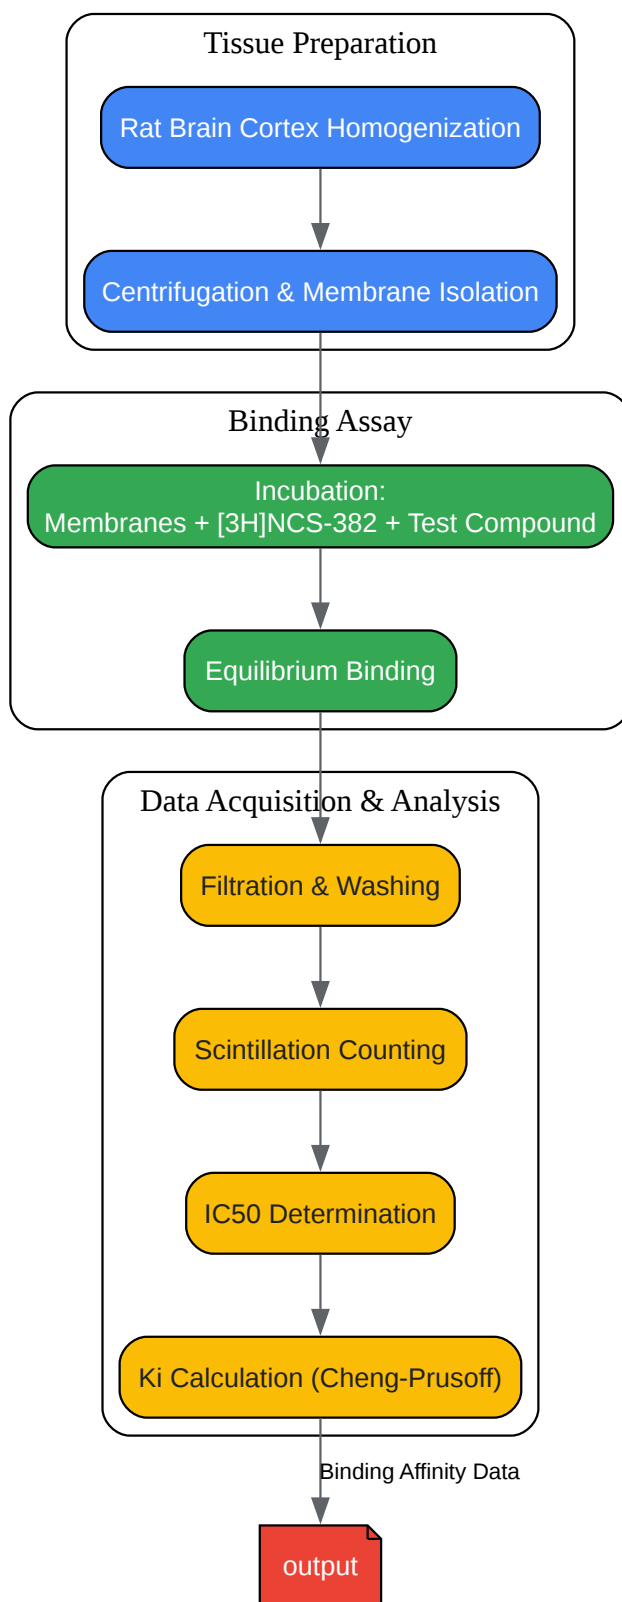 Tissue Preparation
Rat Brain Cortex Homogenization
Centrifugation & Membrane Isolation
Binding Assay
Incubation:
Membranes + [3H]NCS-382 + Test Compound
Equilibrium Binding
Data Acquisition & Analysis
Filtration & Washing
Scintillation Counting
IC50 Determination
Ki Calculation (Cheng-Prusoff)
Binding Affinity Data
output